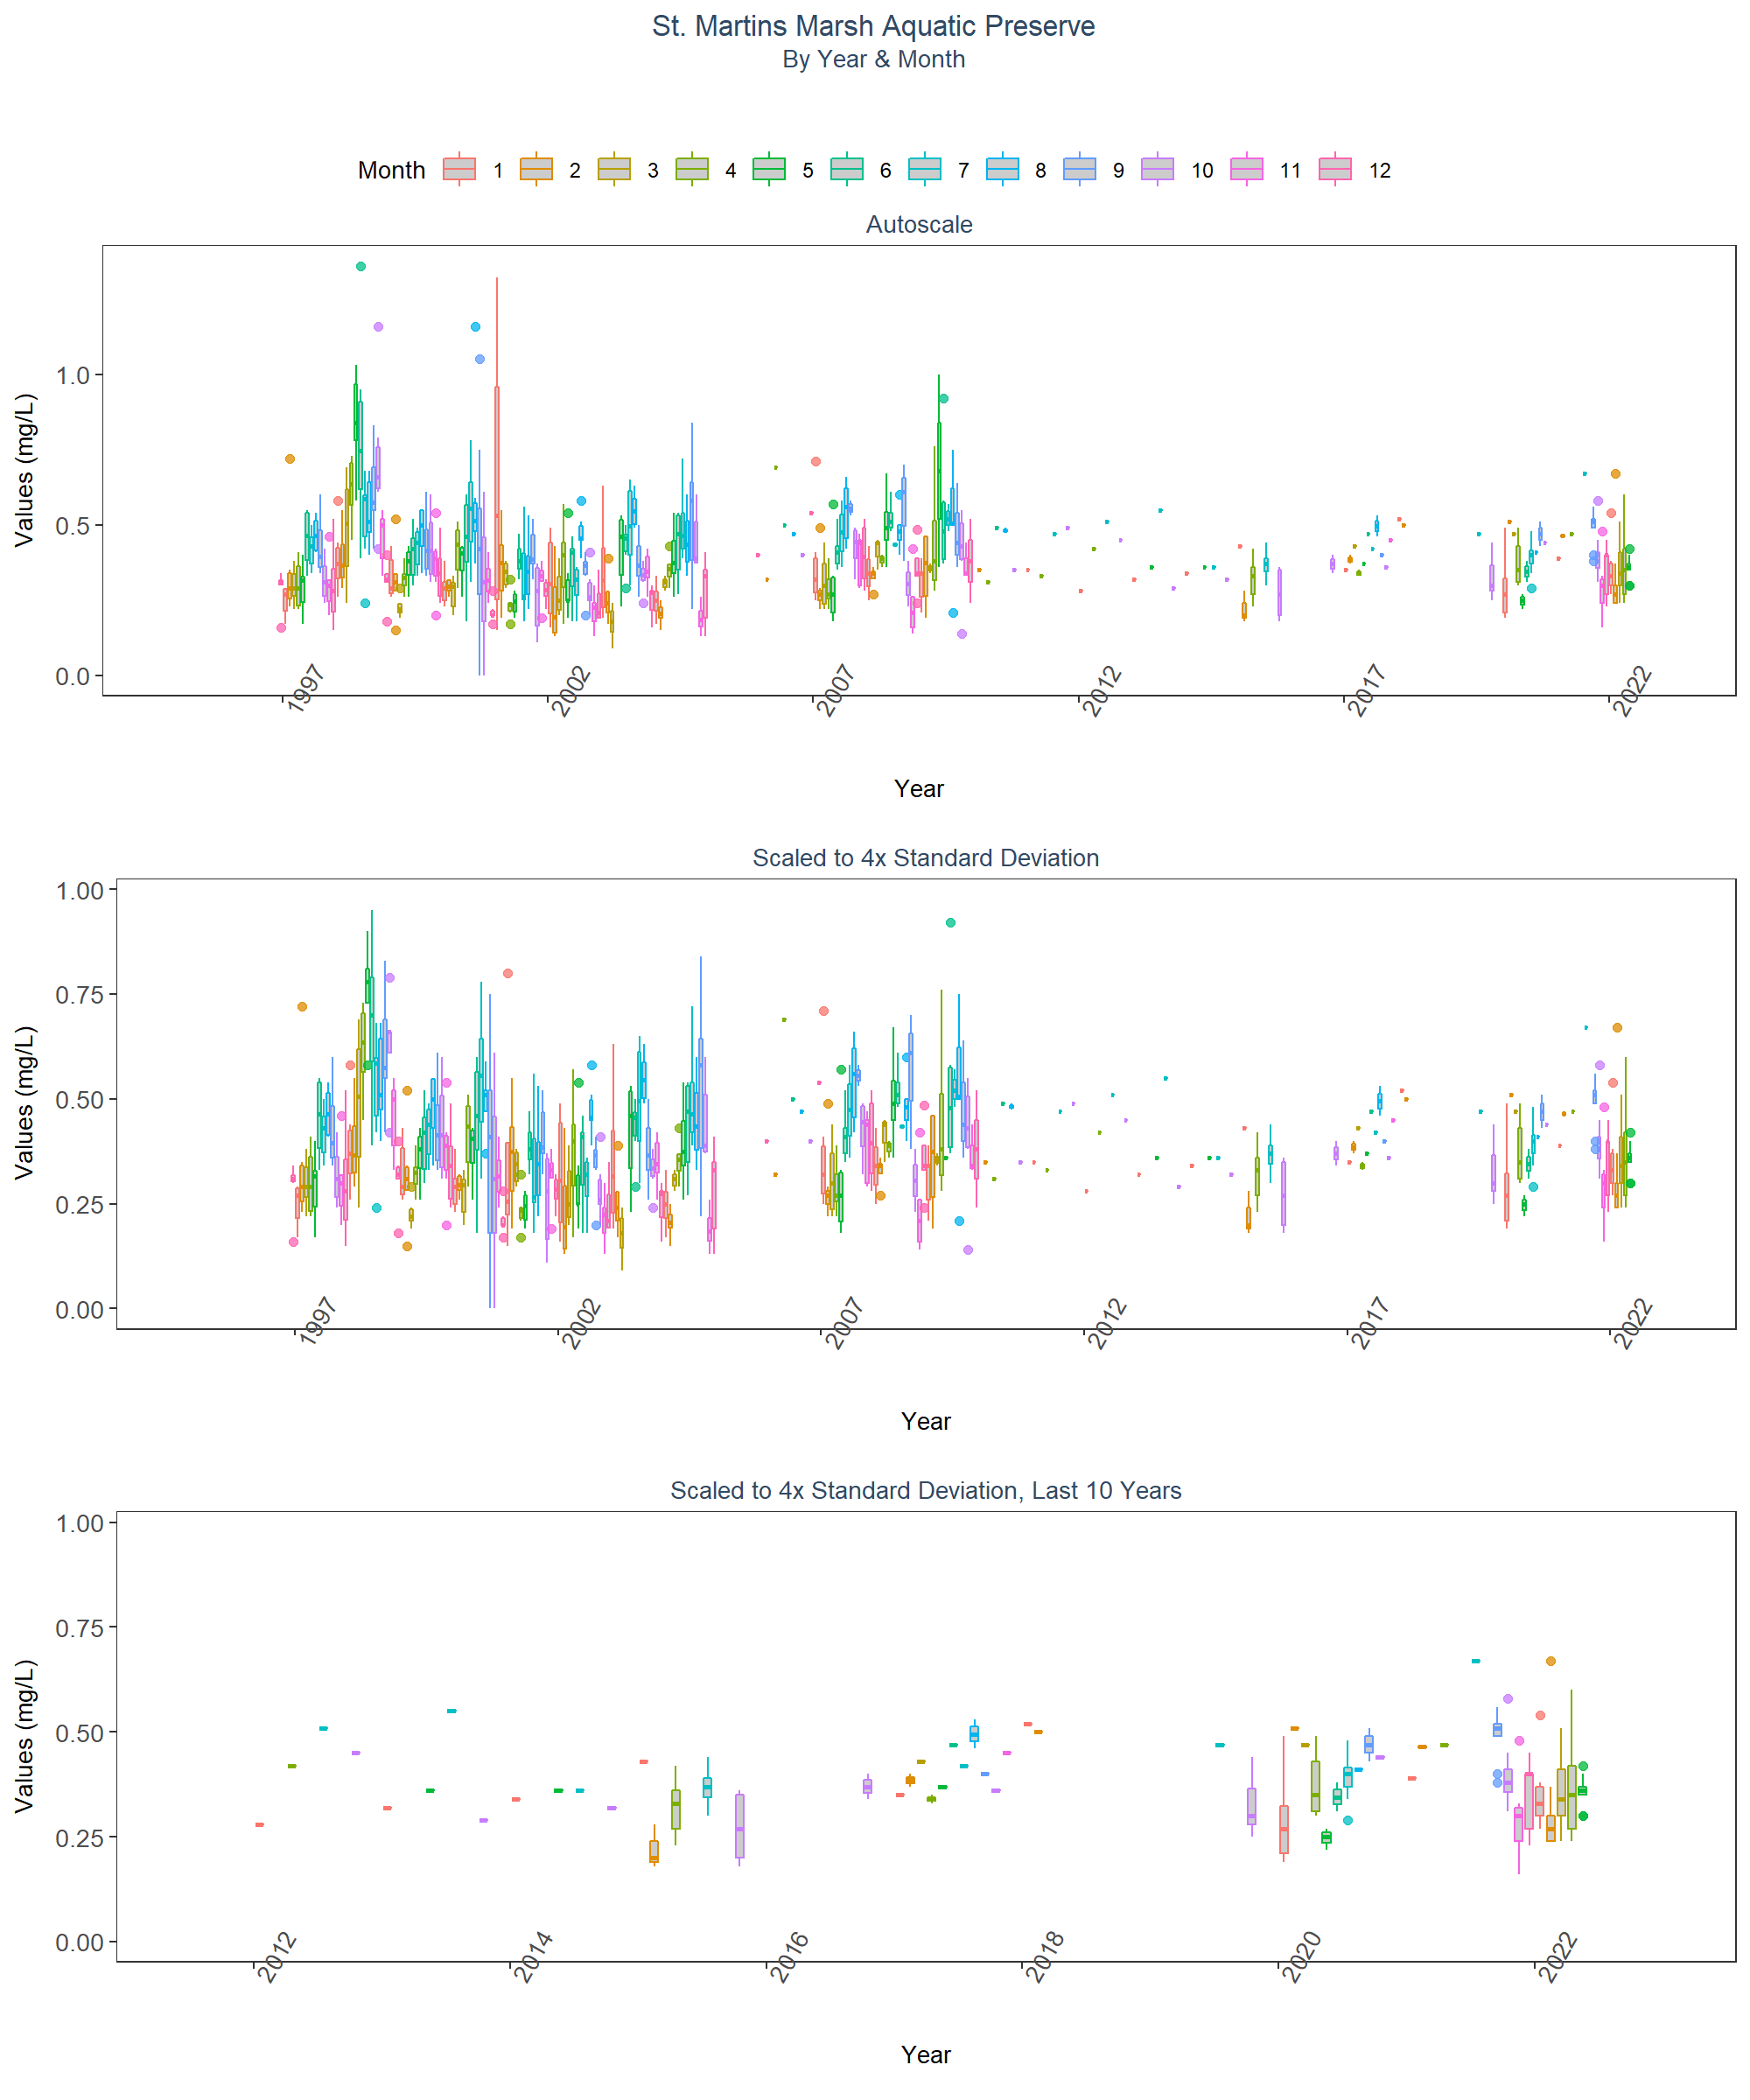 St. Martins Marsh Aquatic Preserve
By Year & Month
Month 1 2 3 4 5 6 7 8 9 10 11 12
Autoscale
Values (mg/L)
1.0
0.5
0.0
1997 2002 2007 2012 2017 2022
Year
Scaled to 4x Standard Deviation
Values (mg/L)
1.00
0.75
0.50
0.25
0.00
1997 2002 2007 2012 2017 2022
Year
Scaled to 4x Standard Deviation, Last 10 Years
Values (mg/L)
1.00
0.75
0.50
0.25
0.00
2012 2014 2016 2018 2020 2022
Year